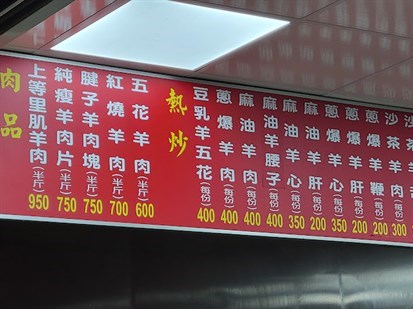 肉品
上等里肌羊肉(半斤)950
純瘦羊肉片(半斤)750
腱子羊肉塊(半斤)750
紅燒羊肉(半斤)700
五花羊肉(半斤)600
熱炒
豆乳羊五花(每份)400
蔥爆羊肉(每份)400
麻油羊肉(每份)400
麻油羊腰子(每份)400
麻油羊心(每份)350
麻油羊肝(每份)350
蔥爆羊心(每份)350
蔥爆羊肝(每份)350
蔥爆羊鞭(每份)200
沙茶羊肉(每份)300